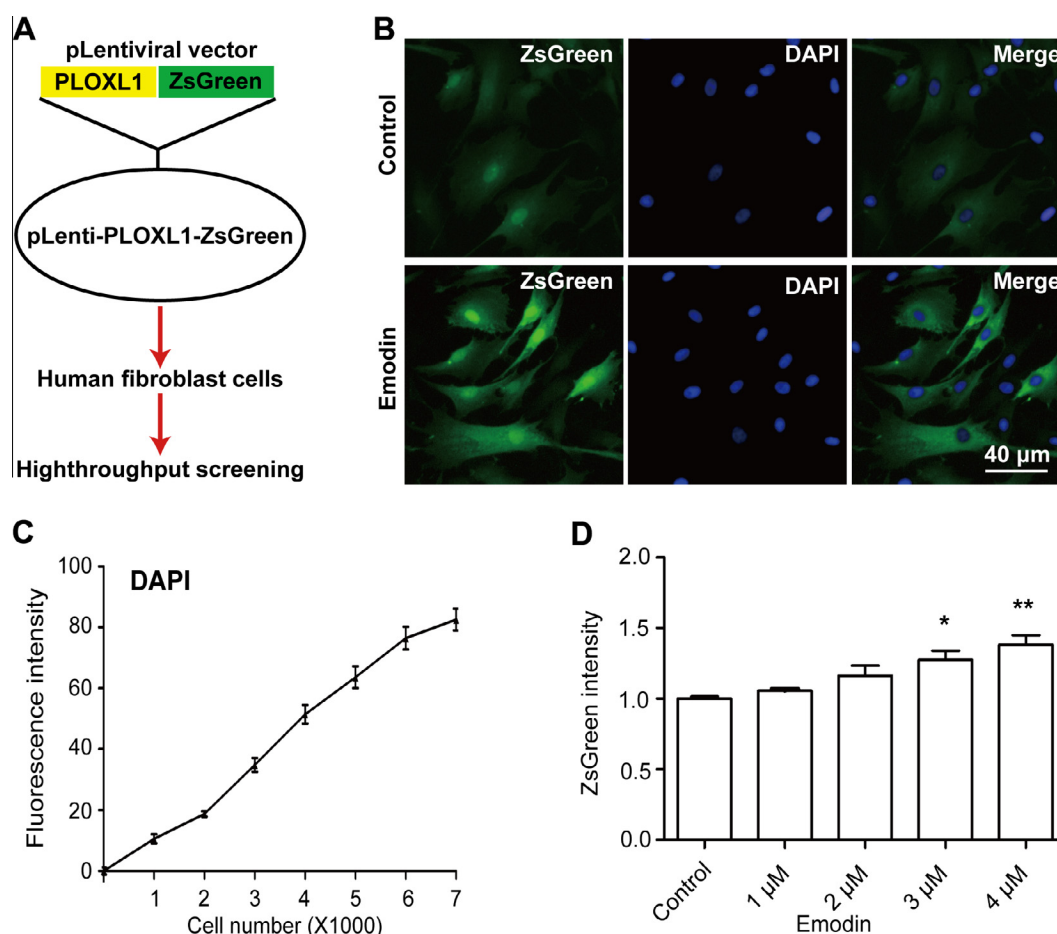 A
pLentiviral vector
PLOXL1 ZsGreen
pLenti-PLOXL1-ZsGreen
Human fibroblast cells
Highthroughput screening
B
ZsGreen DAPI Merge
Control
ZsGreen DAPI Merge
Emodin
40 µm
C
DAPI
Fluorescence intensity
100
80
60
40
20
0
1 2 3 4 5 6 7
Cell number (X1000)
D
ZsGreen intensity
2.0
1.5
1.0
0.5
0.0
* **
Control 1 µM 2 µM 3 µM 4 µM
Emodin